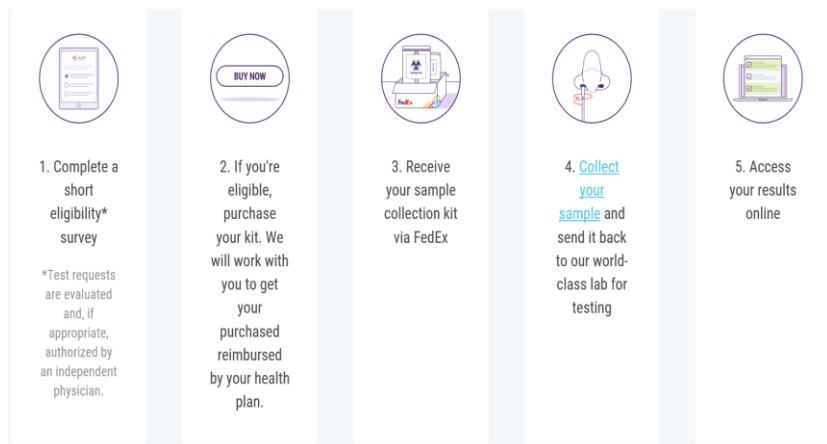 1. Complete a
short
eligibility*
survey
*Test requests
are evaluated
and, if
appropriate,
authorized by
an independent
physician.
BUY NOW
2. If you're
eligible,
purchase
your kit. We
will work with
you to get
your
purchased
reimbursed
by your health
plan.
FedEx
3. Receive
your sample
collection kit
via FedEx
4. Collect
your
sample and
send it back
to our world-
class lab for
testing
5. Access
your results
online